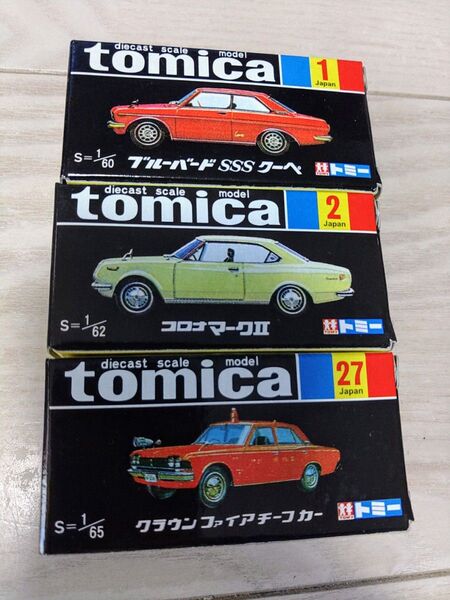 diecast scale model
tomica
1
Japan
S=1/60
ブルーバード SSS クーペ
トミー
diecast scale model
tomica
2
Japan
S=1/62
コロナマークⅡ
トミー
diecast scale model
tomica
27
Japan
S=1/65
クラウン ファイアチーフ カー
トミー